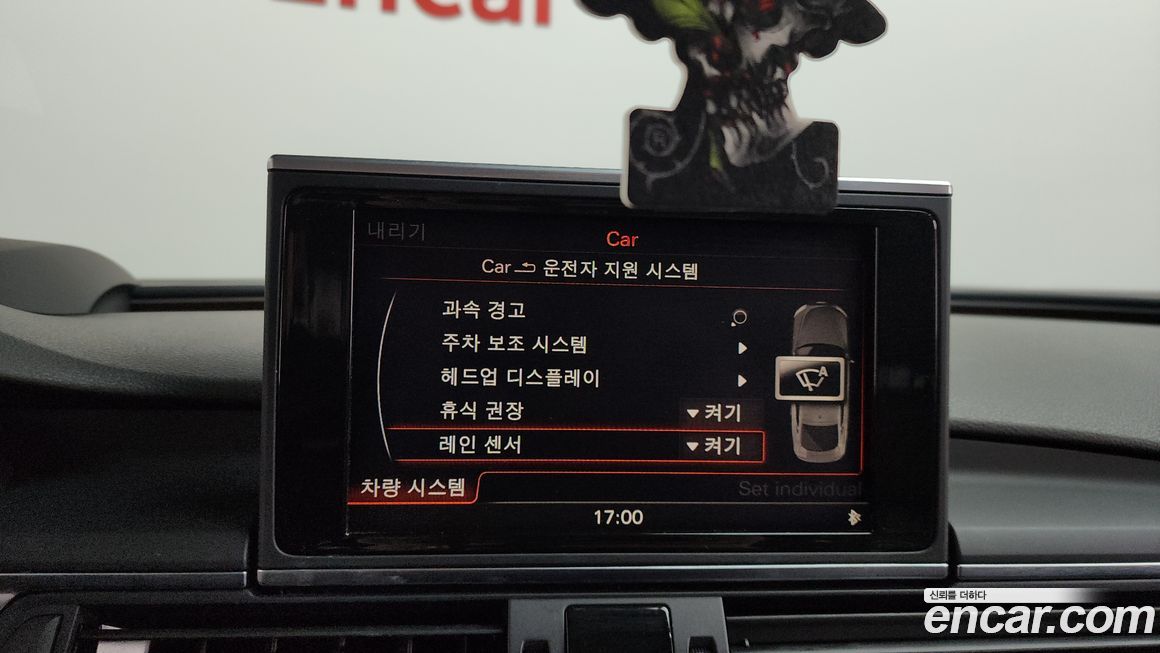 Encar
내리기
Car
Car 운전자 지원 시스템
과속 경고
주차 보조 시스템
헤드업 디스플레이
휴식 권장 켜기
레인 센서 켜기
A
차량 시스템 Set individual
17:00
신뢰를 더하다
encar.com